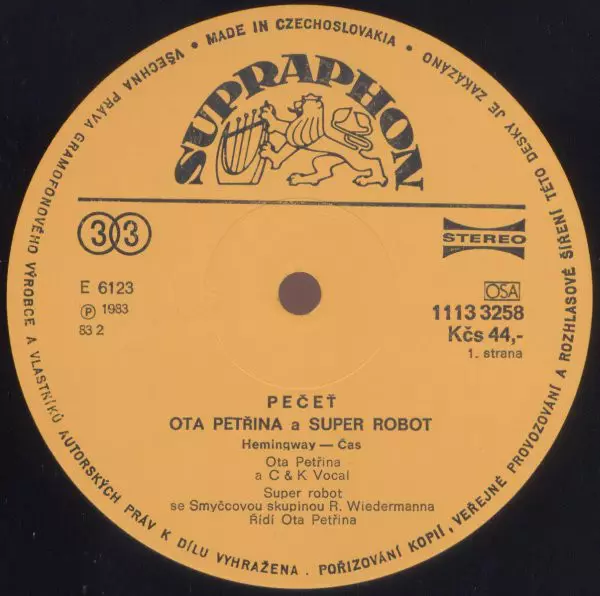 • MADE IN CZECHOSLOVAKIA •
VŠECHNA PRÁVA GRAMOFONOVÉHO VÝROBCE A VLASTNÍKŮ AUTORSKÝCH PRÁV K DÍLU VYHRAŽENA . POŘIZOVÁNÍ KOPIÍ, VEŘEJNÉ PROVOZOVÁNÍ A ROZHLASOVÉ ŠÍŘENÍ TÉTO DESKY JE ZAKÁZÁNO
SUPRAPHON
33
STEREO
E 6123
Ⓟ 1983
83 2
OSA
1113 3258
Kčs 44,-
1. strana
PEČEŤ
OTA PETŘINA a SUPER ROBOT
Hemingway — Čas
Ota Petřina
a C & K Vocal
Super robot
se Smyčcovou skupinou R. Wiedermanna
Řídí Ota Petřina